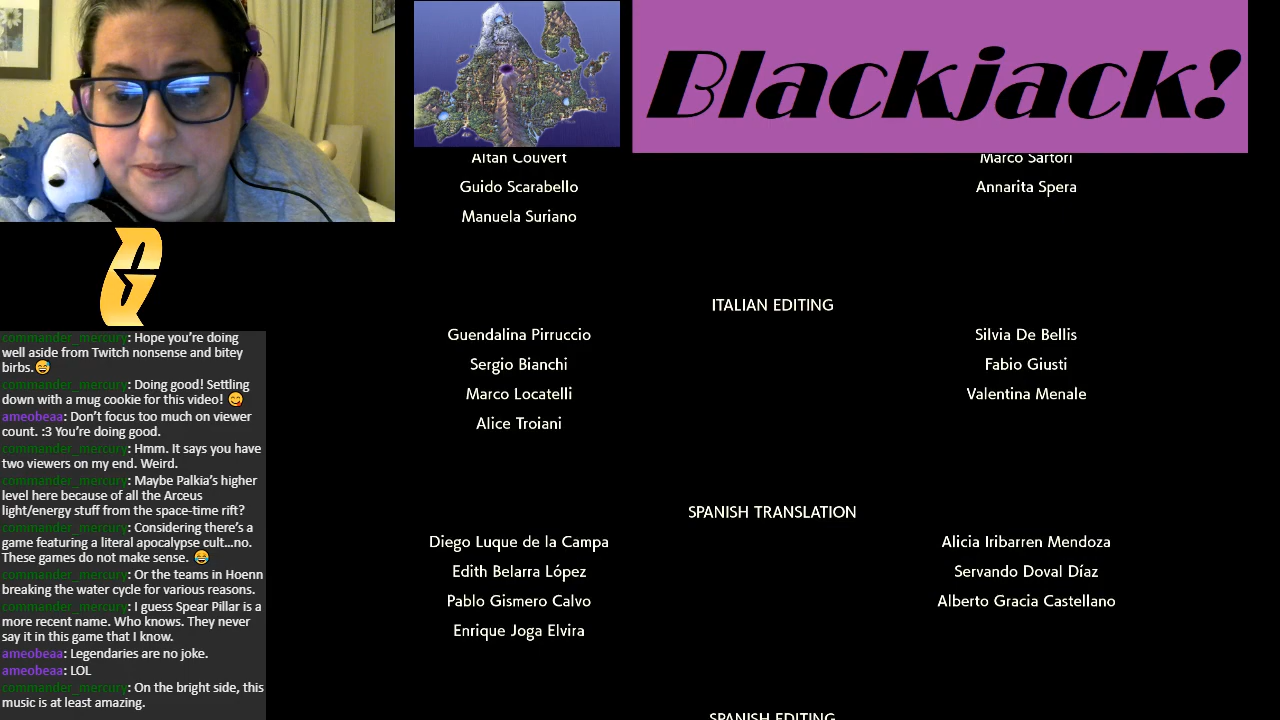 Blackjack!
Altan Couvert
Marco Sartori
Guido Scarabello
Annarita Spera
Manuela Suriano
ITALIAN EDITING
Guendalina Pirruccio
Silvia De Bellis
Sergio Bianchi
Fabio Giusti
Marco Locatelli
Valentina Menale
Alice Troiani
SPANISH TRANSLATION
Diego Luque de la Campa
Alicia Iribarren Mendoza
Edith Belarra López
Servando Doval Díaz
Pablo Gismero Calvo
Alberto Gracia Castellano
Enrique Joga Elvira
SPANISH EDITING
commander_mercury: Hope you're doing
well aside from Twitch nonsense and bitey
birbs.😅
commander_mercury: Doing good! Settling
down with a mug cookie for this video! 😋
ameobeaa: Don't focus too much on viewer
count. :3 You're doing good.
commander_mercury: Hmm. It says you have
two viewers on my end. Weird.
commander_mercury: Maybe Palkia's higher
level here because of all the Arceus
light/energy stuff from the space-time rift?
commander_mercury: Considering there's a
game featuring a literal apocalypse cult...no.
These games do not make sense. 😂
commander_mercury: Or the teams in Hoenn
breaking the water cycle for various reasons.
commander_mercury: I guess Spear Pillar is a
more recent name. Who knows. They never
say it in this game that I know.
ameobeaa: Legendaries are no joke.
ameobeaa: LOL
commander_mercury: On the bright side, this
music is at least amazing.